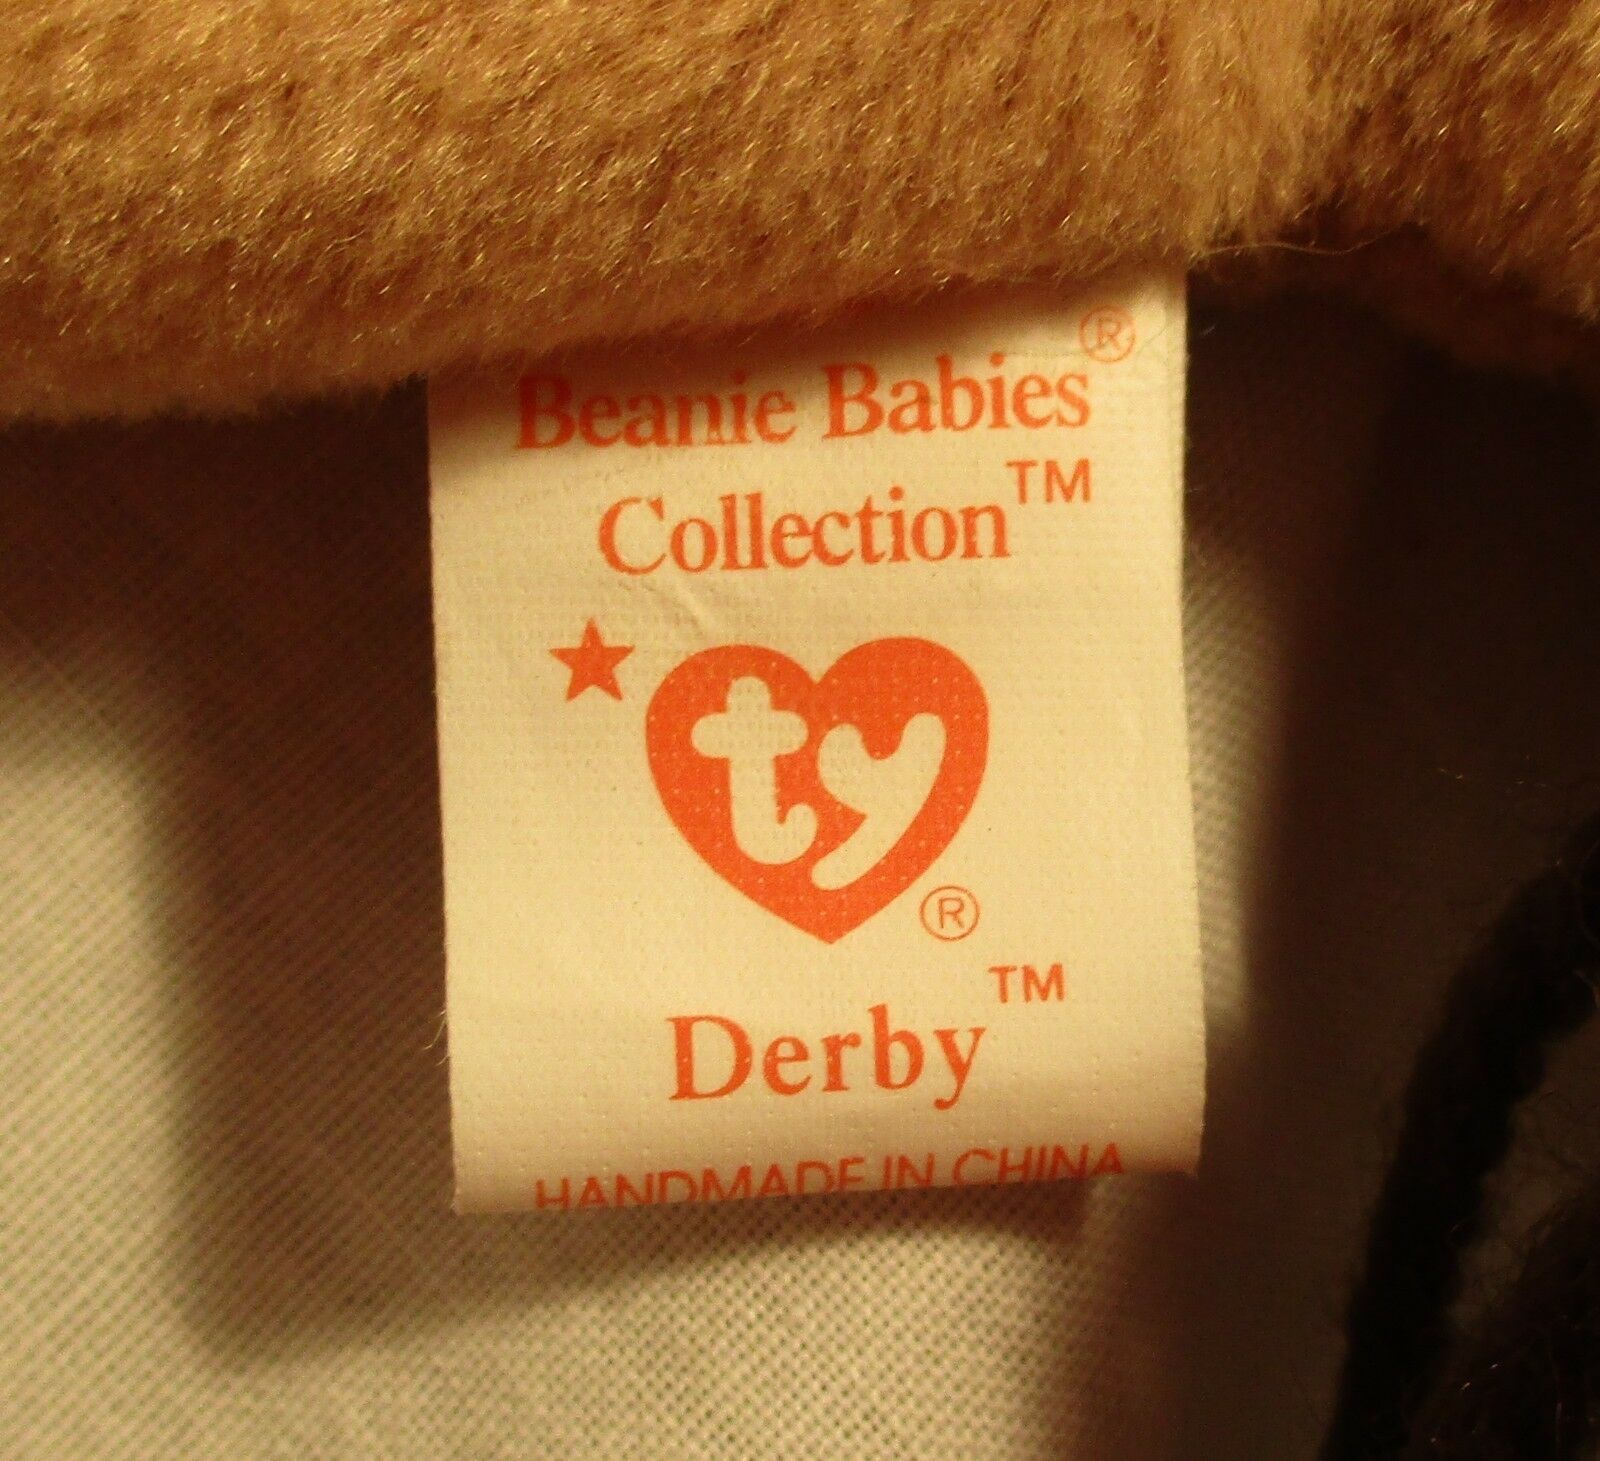 Beanie Babies®
Collection™
ty®
Derby™
HANDMADE IN CHINA